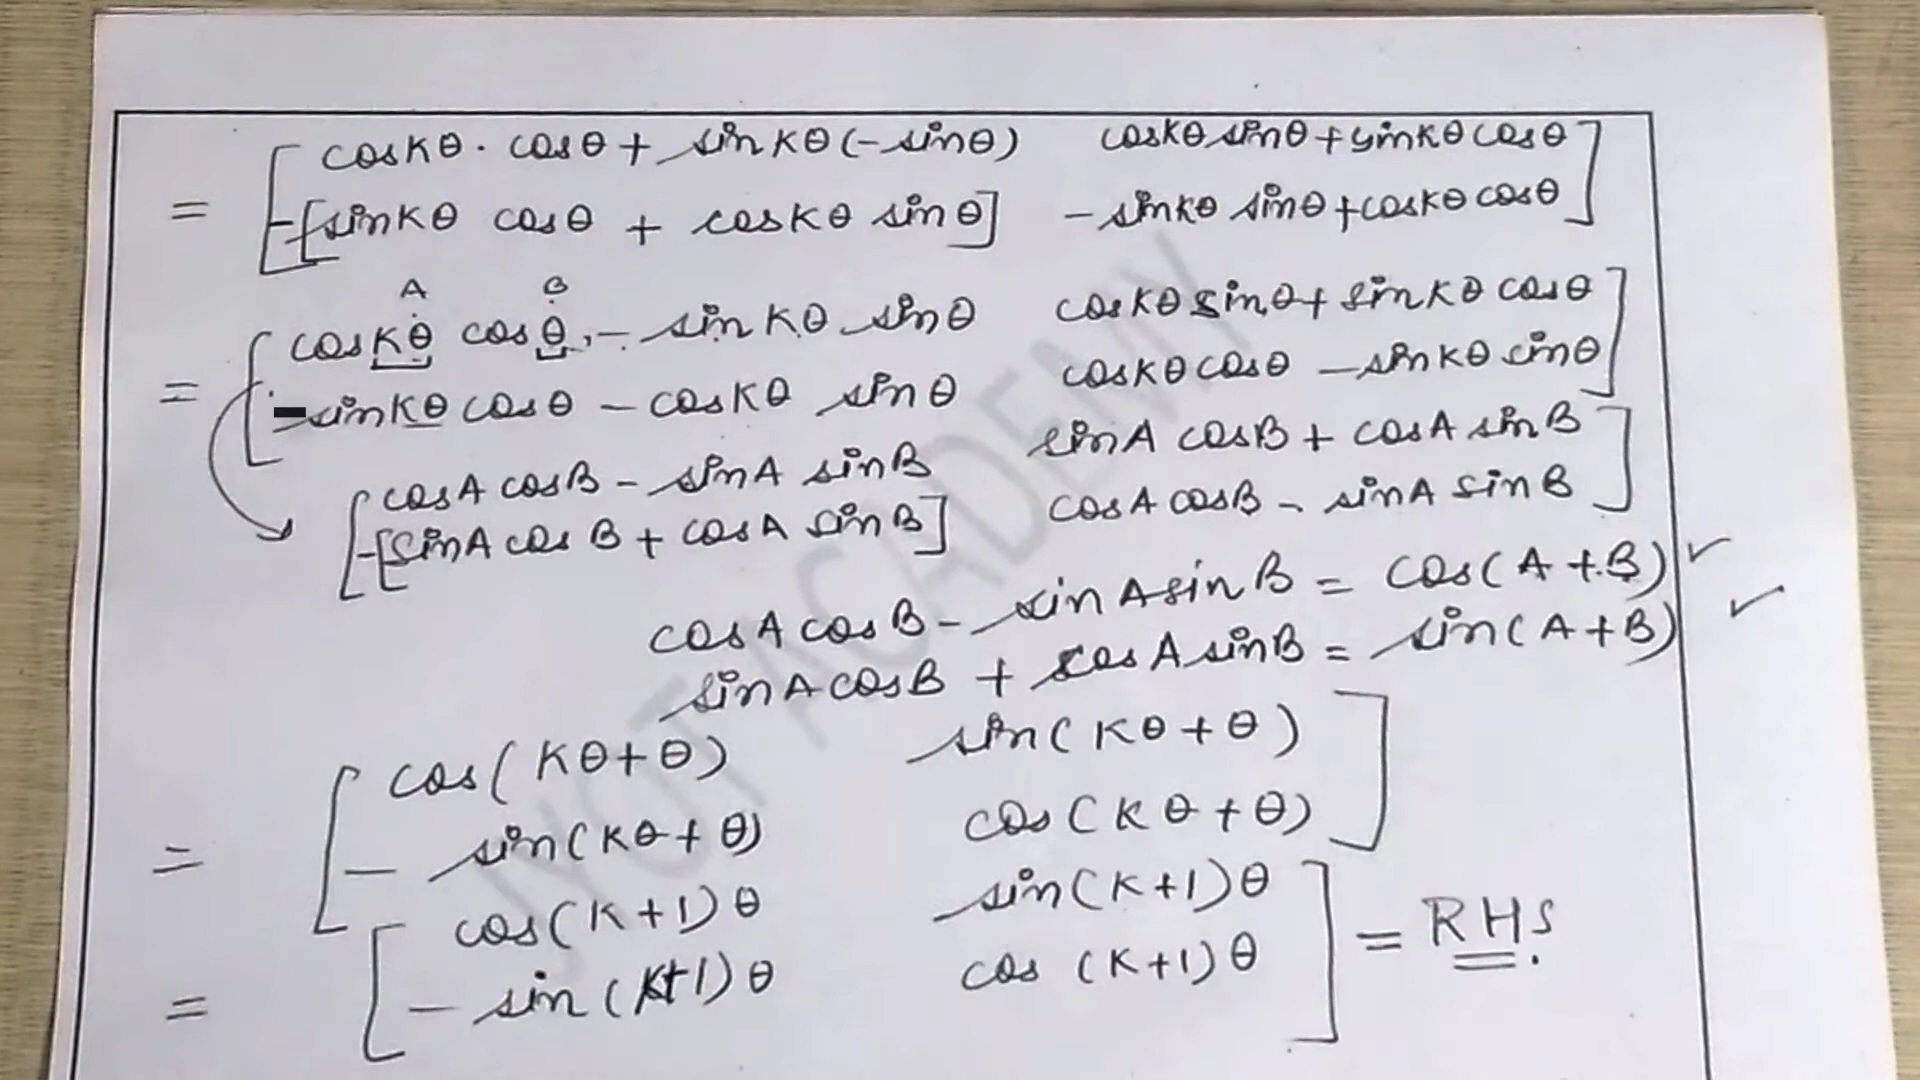 = [ cosKθ · cosθ + sinKθ (-sinθ)    cosKθ sinθ + sinKθ cosθ ]
-[sinKθ cosθ + cosKθ sinθ]    - sinKθ sinθ + cosKθ cosθ
A    B
= [ cosKθ cosθ - sinKθ sinθ    cosKθ sinθ + sinKθ cosθ ]
-sinKθ cosθ - cosKθ sinθ    cosKθ cosθ - sinKθ sinθ
[ cosA cosB - sinA sinB    sinA cosB + cosA sinB ]
-[sinA cosB + cosA sinB]    cosA cosB - sinA sinB
cosA cosB - sinA sinB = cos(A+B) ✓
sinA cosB + cosA sinB = sin(A+B) ✓
= [ cos(Kθ+θ)    sin(Kθ+θ) ]
- sin(Kθ+θ)    cos(Kθ+θ)
= [ cos(K+1)θ    sin(K+1)θ ] = RHS.
- sin(K+1)θ    cos(K+1)θ
JYOT ACADEMY